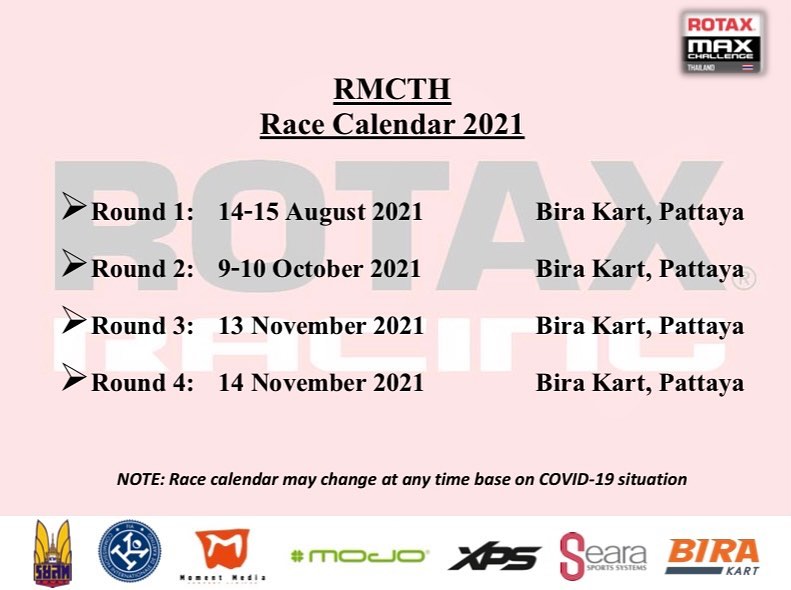 ROTAX
MAX
CHALLENGE
THAILAND
RMCTH
Race Calendar 2021
ROTAX
RACING
®
Round 1: 14-15 August 2021 Bira Kart, Pattaya
Round 2: 9-10 October 2021 Bira Kart, Pattaya
Round 3: 13 November 2021 Bira Kart, Pattaya
Round 4: 14 November 2021 Bira Kart, Pattaya
NOTE: Race calendar may change at any time base on COVID-19 situation
Moment Media
MOJO
XPS
Seara
SPORTS SYSTEMS
BIRA
KART